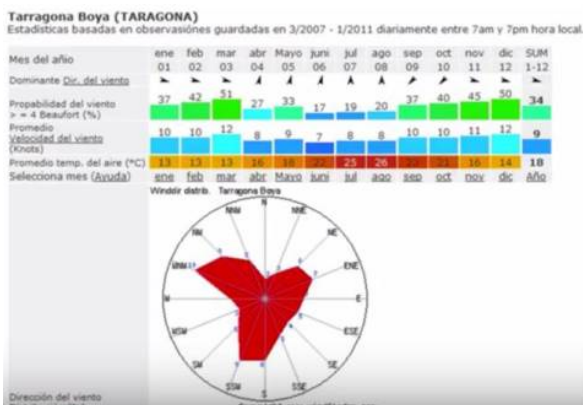 Tarragona Boya (TARAGONA)
Estadísticas basadas en observasiónes guardadas en 3/2007 - 1/2011 diariamente entre 7am y 7pm hora local.
Mes del añio ene feb mar abr Mayo juni jul ago sep oct nov dic SUM
01 02 03 04 05 06 07 08 09 10 11 12 1-12
Dominante Dir. del viento
Propabilidad del viento
> = 4 Beaufort (%) 37 42 51 27 33 17 19 20 37 40 45 50 34
Promedio
Velocidad del viento
(Knots) 10 10 12 8 9 7 8 8 10 10 11 12 9
Promedio temp. del aire (°C) 13 13 13 16 18 22 25 26 21 16 14 18
Selecciona mes (Ayuda) ene feb mar abr Mayo juni jul ago sep oct nov dic Año
Winddir distrib. Tarragona Boya
N
NNW NNE
NW NE
WNW ENE
W E
WSW ESE
SW SE
SSW SSE
S
Dirección del viento